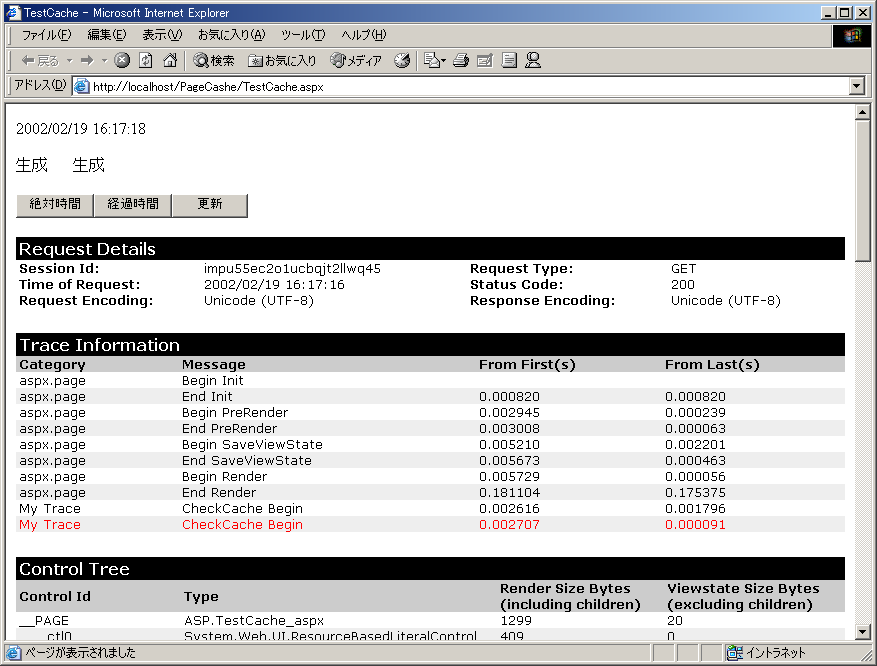 TestCache - Microsoft Internet Explorer
ファイル(F) 編集(E) 表示(V) お気に入り(A) ツール(T) ヘルプ(H)
戻る 検索 お気に入り メディア
アドレス(D) http://localhost/PageCashe/TestCache.aspx
2002/02/19 16:17:18
生成 生成
絶対時間 経過時間 更新
Request Details
Session Id: impu55ec2o1ucbqjt2llwq45 Request Type: GET
Time of Request: 2002/02/19 16:17:16 Status Code: 200
Request Encoding: Unicode (UTF-8) Response Encoding: Unicode (UTF-8)
Trace Information
Category Message From First(s) From Last(s)
aspx.page Begin Init
aspx.page End Init 0.000820 0.000820
aspx.page Begin PreRender 0.002945 0.000239
aspx.page End PreRender 0.003008 0.000063
aspx.page Begin SaveViewState 0.005210 0.002201
aspx.page End SaveViewState 0.005673 0.000463
aspx.page Begin Render 0.005729 0.000056
aspx.page End Render 0.181104 0.175375
My Trace CheckCache Begin 0.002616 0.001796
My Trace CheckCache Begin 0.002707 0.000091
Control Tree
Control Id Type Render Size Bytes (including children) Viewstate Size Bytes (excluding children)
__PAGE ASP.TestCache_aspx 1299 20
ctl0 System.Web.UI.ResourceBasedLiteralControl 409 0
ページが表示されました イントラネット